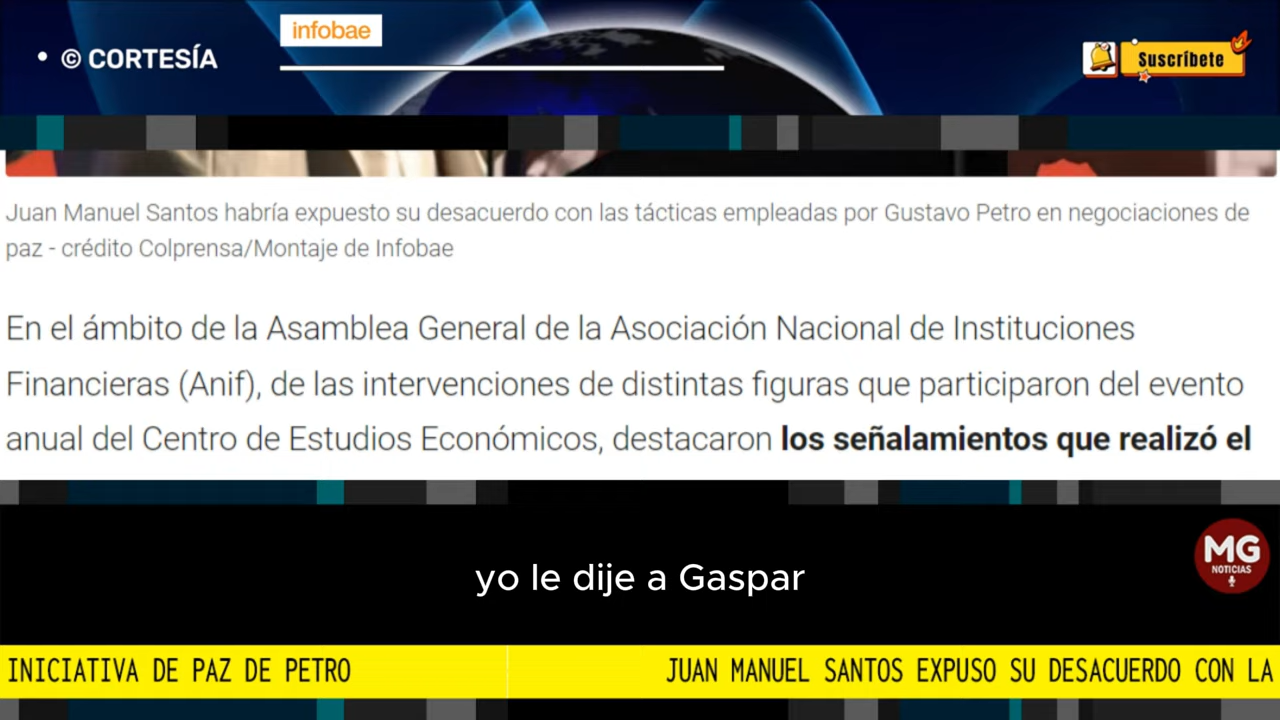 infobae
• © CORTESÍA
Suscríbete
Juan Manuel Santos habría expuesto su desacuerdo con las tácticas empleadas por Gustavo Petro en negociaciones de
paz - crédito Colprensa/Montaje de Infobae
En el ámbito de la Asamblea General de la Asociación Nacional de Instituciones
Financieras (Anif), de las intervenciones de distintas figuras que participaron del evento
anual del Centro de Estudios Económicos, destacaron los señalamientos que realizó el
MG
NOTICIAS
yo le dije a Gaspar
INICIATIVA DE PAZ DE PETRO
JUAN MANUEL SANTOS EXPUSO SU DESACUERDO CON LA